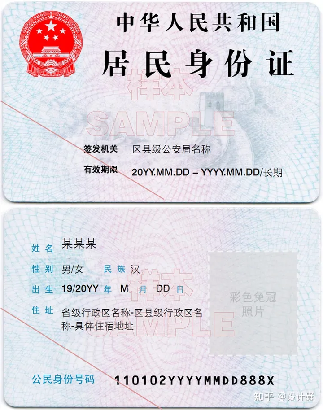 中华人民共和国
居民身份证
样本
SAMPLE
签发机关 区县级公安局名称
有效期限 20YY.MM.DD - YYYY.MM.DD/长期
姓名 某某某
性别 男/女 民族 汉
出生 19/20YY 年 M 月 DD 日
住址 省级行政区名称-区县级行政区名
称-具体住宿地址
样本
SAMPLE
彩色免冠
照片
公民身份号码 110102YYYYMMDD888X